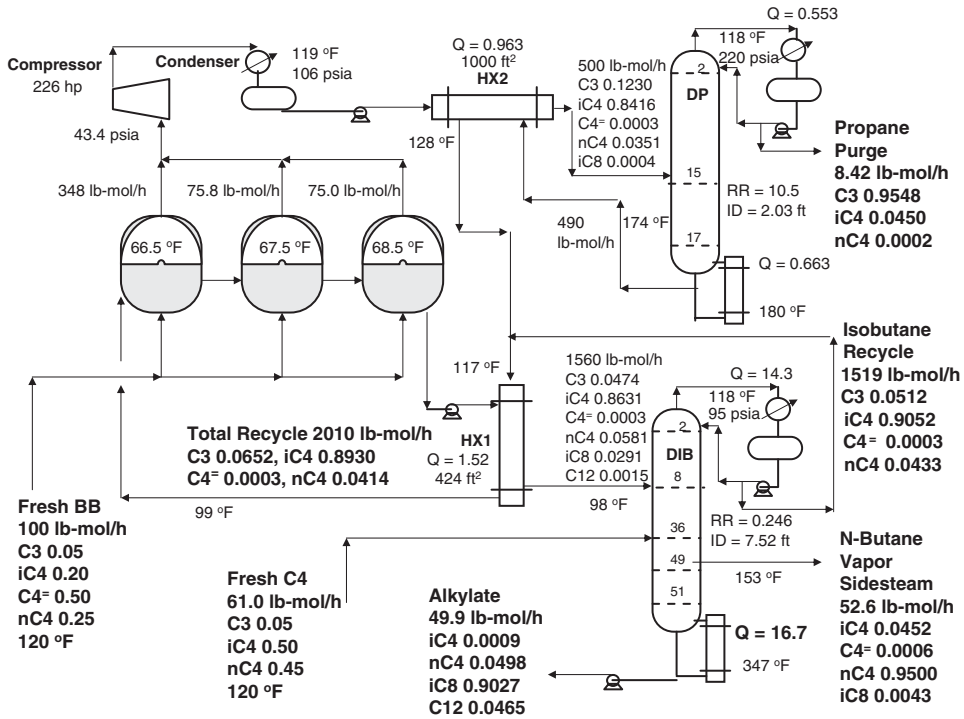 Compressor
226 hp
43.4 psia
Condenser
119 °F
106 psia
Q = 0.963
1000 ft²
HX2
128 °F
500 lb-mol/h
C3 0.1230
iC4 0.8416
C4= 0.0003
nC4 0.0351
iC8 0.0004
Q = 0.553
118 °F
220 psia
2
DP
15
17
RR = 10.5
ID = 2.03 ft
Propane
Purge
8.42 lb-mol/h
C3 0.9548
iC4 0.0450
nC4 0.0002
490
lb-mol/h
174 °F
Q = 0.663
180 °F
348 lb-mol/h
75.8 lb-mol/h
75.0 lb-mol/h
66.5 °F
67.5 °F
68.5 °F
117 °F
HX1
Q = 1.52
424 ft²
Total Recycle 2010 lb-mol/h
C3 0.0652, iC4 0.8930
C4= 0.0003, nC4 0.0414
99 °F
1560 lb-mol/h
C3 0.0474
iC4 0.8631
C4= 0.0003
nC4 0.0581
iC8 0.0291
C12 0.0015
98 °F
Q = 14.3
118 °F
95 psia
2
DIB
8
36
49
51
RR = 0.246
ID = 7.52 ft
153 °F
Q = 16.7
347 °F
Isobutane
Recycle
1519 lb-mol/h
C3 0.0512
iC4 0.9052
C4= 0.0003
nC4 0.0433
Fresh BB
100 lb-mol/h
C3 0.05
iC4 0.20
C4= 0.50
nC4 0.25
120 °F
Fresh C4
61.0 lb-mol/h
C3 0.05
iC4 0.50
nC4 0.45
120 °F
Alkylate
49.9 lb-mol/h
iC4 0.0009
nC4 0.0498
iC8 0.9027
C12 0.0465
N-Butane
Vapor
Sidesteam
52.6 lb-mol/h
iC4 0.0452
C4= 0.0006
nC4 0.9500
iC8 0.0043